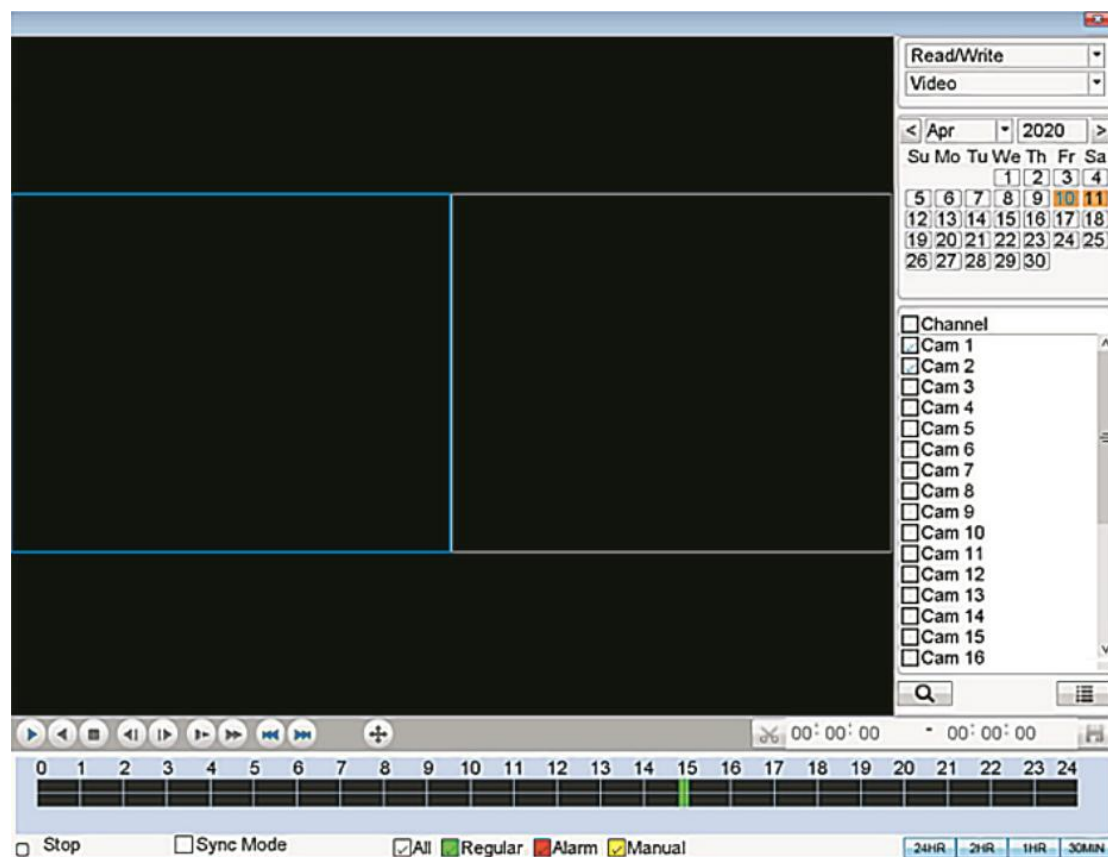 Read/Write
Video
< Apr 2020 >
Su Mo Tu We Th Fr Sa
1 2 3 4
5 6 7 8 9 10 11
12 13 14 15 16 17 18
19 20 21 22 23 24 25
26 27 28 29 30
Channel
Cam 1
Cam 2
Cam 3
Cam 4
Cam 5
Cam 6
Cam 7
Cam 8
Cam 9
Cam 10
Cam 11
Cam 12
Cam 13
Cam 14
Cam 15
Cam 16
00: 00: 00 - 00: 00: 00
0 1 2 3 4 5 6 7 8 9 10 11 12 13 14 15 16 17 18 19 20 21 22 23 24
Stop Sync Mode All Regular Alarm Manual 24HR 2HR 1HR 30MIN